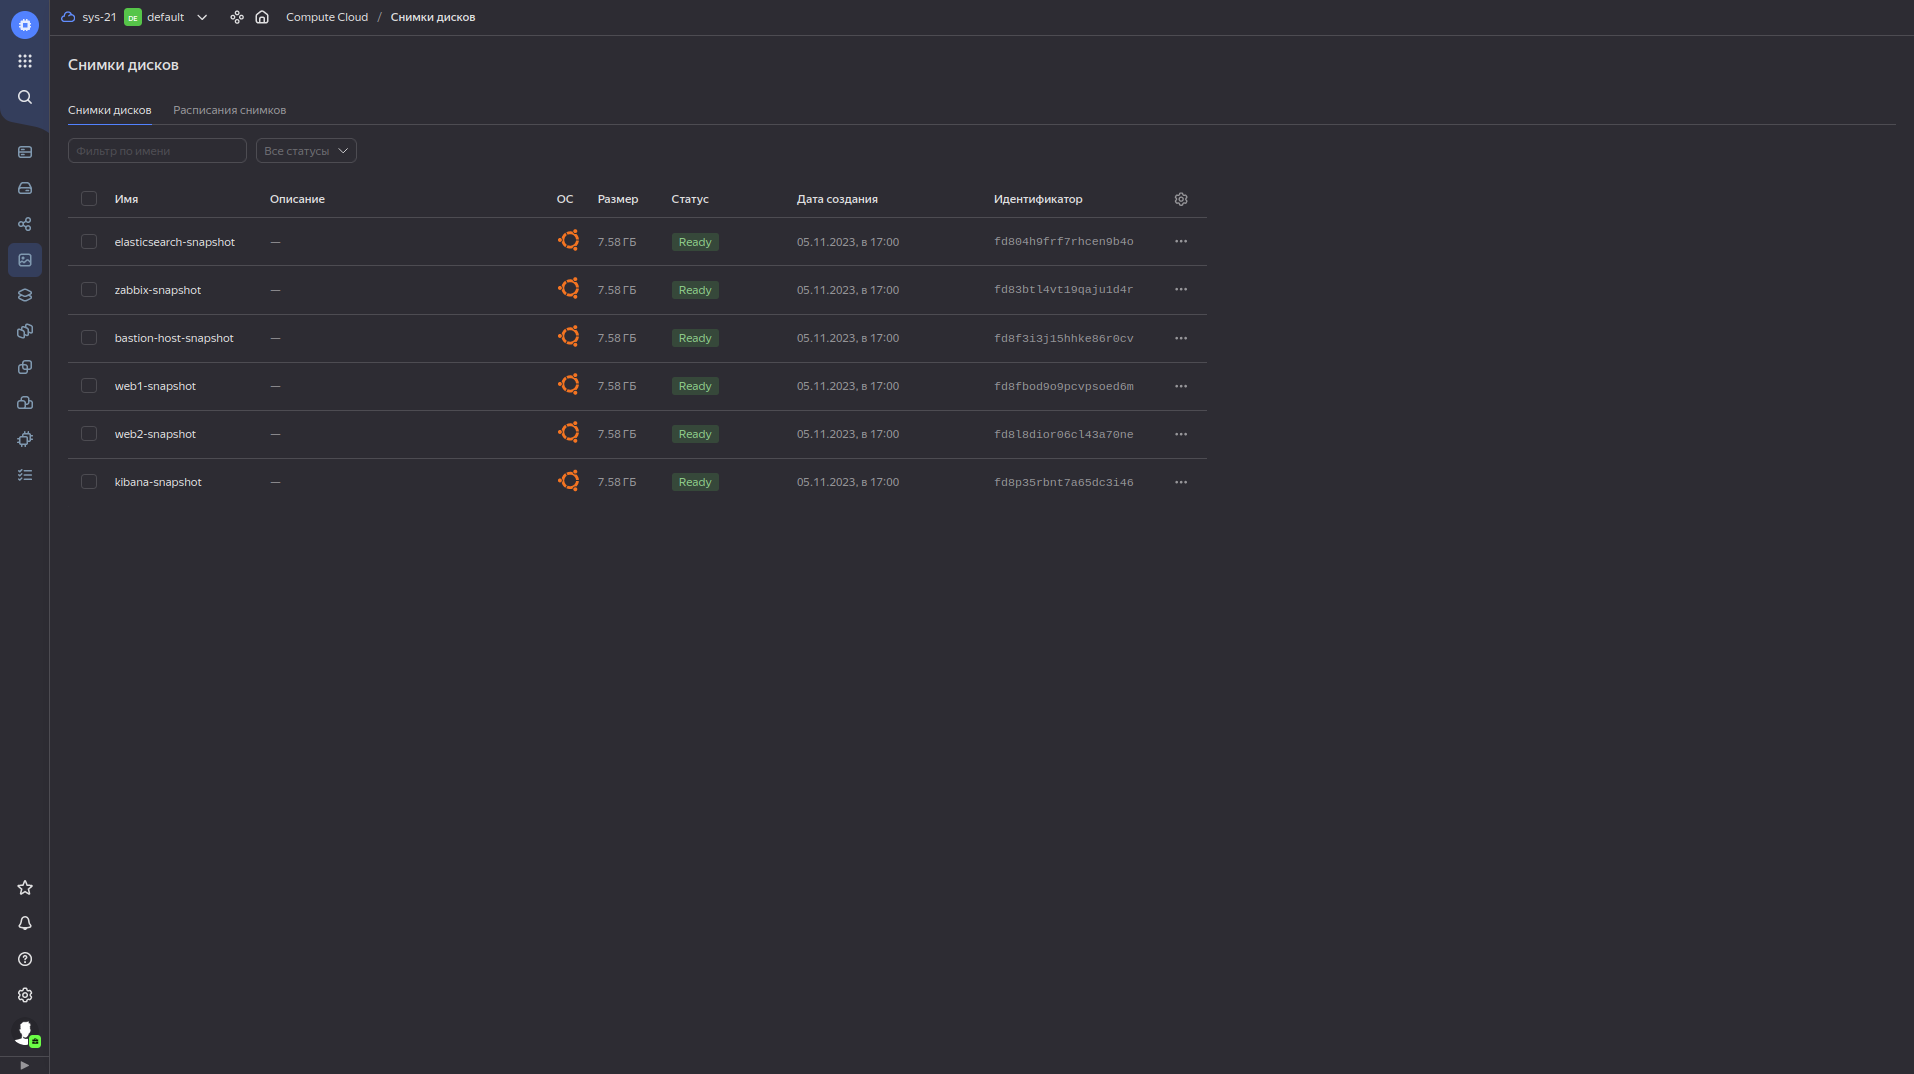 sys-21 DE default Compute Cloud / Снимки дисков
Снимки дисков
Снимки дисков Расписания снимков
Фильтр по имени Все статусы
Имя Описание ОС Размер Статус Дата создания Идентификатор
elasticsearch-snapshot — 7.58 ГБ Ready 05.11.2023, в 17:00 fd804h9frf7rhcen9b4o
zabbix-snapshot — 7.58 ГБ Ready 05.11.2023, в 17:00 fd83btl4vt19qaju1d4r
bastion-host-snapshot — 7.58 ГБ Ready 05.11.2023, в 17:00 fd8f3i3j15hhke86r0cv
web1-snapshot — 7.58 ГБ Ready 05.11.2023, в 17:00 fd8fbod9o9pcvpsoed6m
web2-snapshot — 7.58 ГБ Ready 05.11.2023, в 17:00 fd8l8dior06cl43a70ne
kibana-snapshot — 7.58 ГБ Ready 05.11.2023, в 17:00 fd8p35rbnt7a65dc3i46